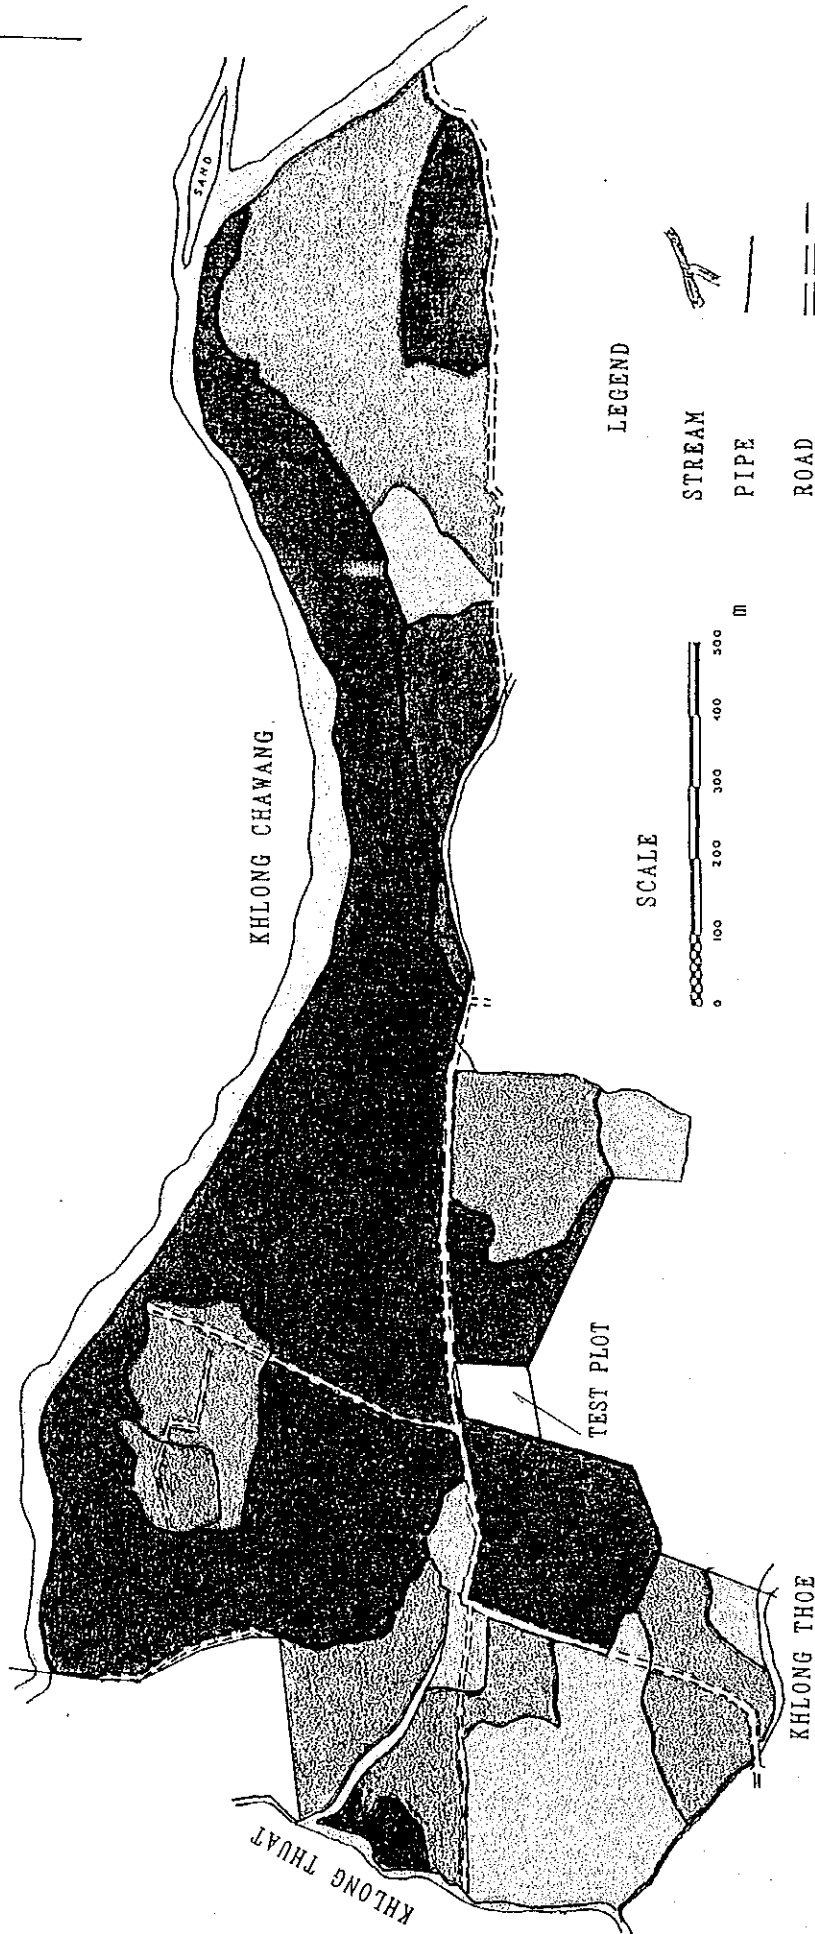 SAND
KHLONG CHAWANG
KHLONG THUAT
KHLONG THOE
TEST PLOT
SCALE
0 100 200 300 400 500 m
LEGEND
STREAM
PIPE
ROAD